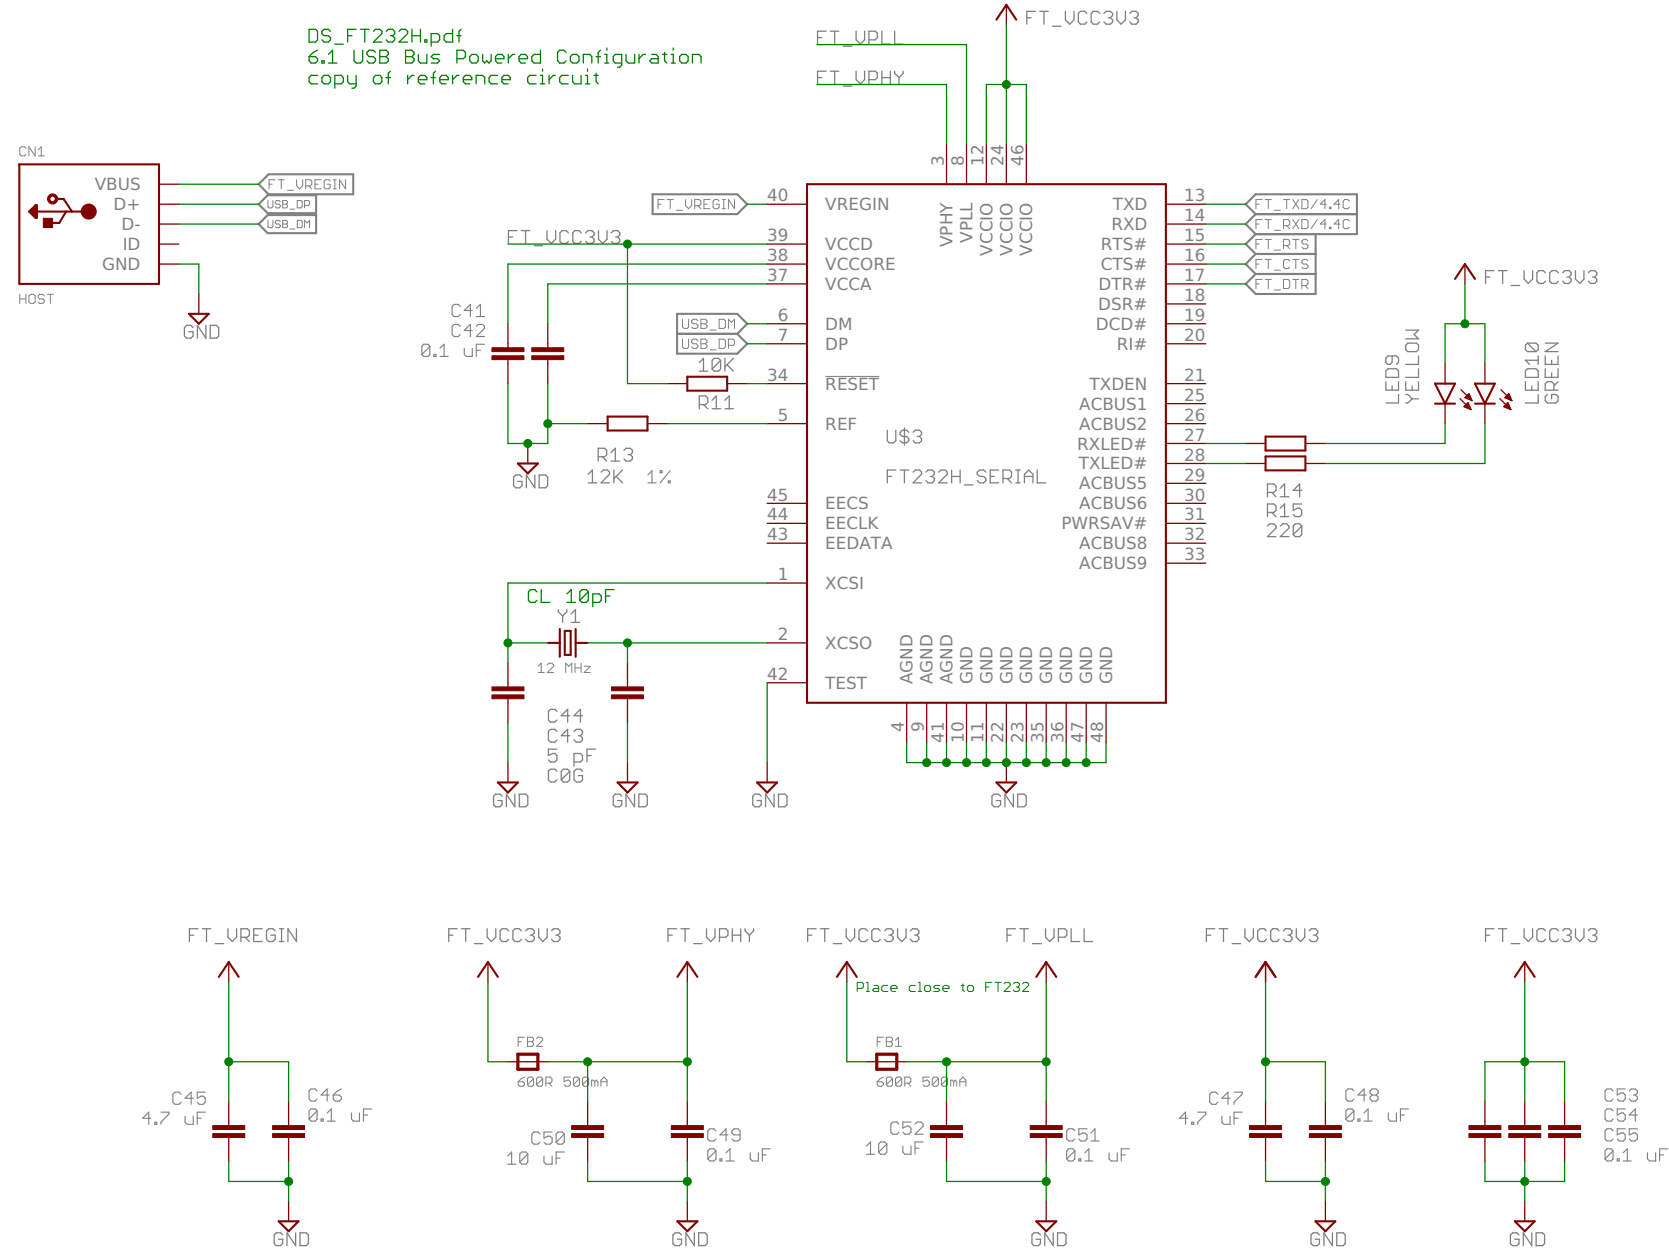 DS_FT232H.pdf
6.1 USB Bus Powered Configuration
copy of reference circuit
FT_VCC3V3
FT_VPLL
FT_VPHY
CN1
VBUS
D+
D-
ID
GND
HOST
FT_VREGIN
USB_DP
USB_DM
GND
3
8
12
24
46
VPHY
VPLL
VCCIO
VCCIO
VCCIO
FT_VREGIN
40
VREGIN
FT_VCC3V3
39
VCCD
38
VCCORE
37
VCCA
C41
C42
0.1 uF
USB_DM
6
DM
USB_DP
7
DP
10K
R11
34
RESET
5
REF
R13
12K 1%
GND
U$3
FT232H_SERIAL
45
EECS
44
EECLK
43
EEDATA
1
XCSI
CL 10pF
Y1
12 MHz
2
XCSO
42
TEST
C44
C43
5 pF
C0G
GND
GND
GND
TXD
13
FT_TXD/4.4C
RXD
14
FT_RXD/4.4C
RTS#
15
FT_RTS
CTS#
16
FT_CTS
DTR#
17
FT_DTR
DSR#
18
DCD#
19
RI#
20
TXDEN
21
ACBUS1
25
ACBUS2
26
RXLED#
27
TXLED#
28
ACBUS5
29
ACBUS6
30
PWRSAV#
31
ACBUS8
32
ACBUS9
33
R14
R15
220
FT_VCC3V3
LED9
YELLOW
LED10
GREEN
AGND
AGND
AGND
GND
GND
GND
GND
GND
GND
GND
GND
4
9
41
10
11
22
23
35
36
47
48
GND
FT_VREGIN
C45
4.7 uF
C46
0.1 uF
GND
FT_VCC3V3
FT_VPHY
FB2
600R 500mA
C50
10 uF
C49
0.1 uF
GND
FT_VCC3V3
FT_VPLL
Place close to FT232
FB1
600R 500mA
C52
10 uF
C51
0.1 uF
GND
FT_VCC3V3
C47
4.7 uF
C48
0.1 uF
GND
FT_VCC3V3
C53
C54
C55
0.1 uF
GND